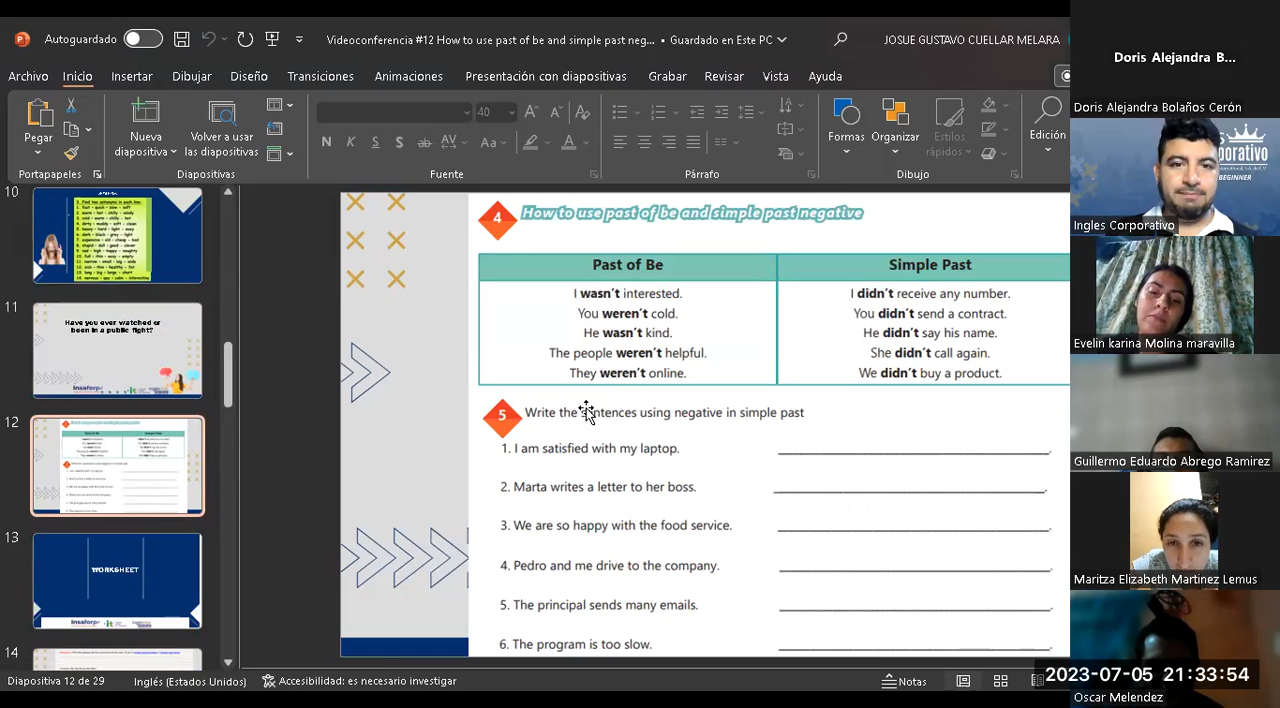 Autoguardado
Videoconferencia #12 How to use past of be and simple past neg... • Guardado en Este PC
JOSUE GUSTAVO CUELLAR MELARA
Archivo Inicio Insertar Dibujar Diseño Transiciones Animaciones Presentación con diapositivas Grabar Revisar Vista Ayuda
Pegar
Nueva diapositiva
Volver a usar las diapositivas
40
N K S S ab AV Aa
Formas
Organizar
Estilos rápidos
Edición
Portapapeles
Diapositivas
Fuente
Párrafo
Dibujo
10
11
Have you ever watched or
been in a public fight?
12
13
WORKSHEET
14
4
How to use past of be and simple past negative
Past of Be Simple Past
I wasn't interested. I didn't receive any number.
You weren't cold. You didn't send a contract.
He wasn't kind. He didn't say his name.
The people weren't helpful. She didn't call again.
They weren't online. We didn't buy a product.
5
Write the sentences using negative in simple past
1. I am satisfied with my laptop.
2. Marta writes a letter to her boss.
3. We are so happy with the food service.
4. Pedro and me drive to the company.
5. The principal sends many emails.
6. The program is too slow.
Diapositiva 12 de 29
Inglés (Estados Unidos)
Accesibilidad: es necesario investigar
Notas
Doris Alejandra B...
Doris Alejandra Bolaños Cerón
BEGINNER
Ingles Corporativo
Evelin karina Molina maravilla
Guillermo Eduardo Abrego Ramirez
Maritza Elizabeth Martinez Lemus
2023-07-05 21:33:54
Oscar Melendez